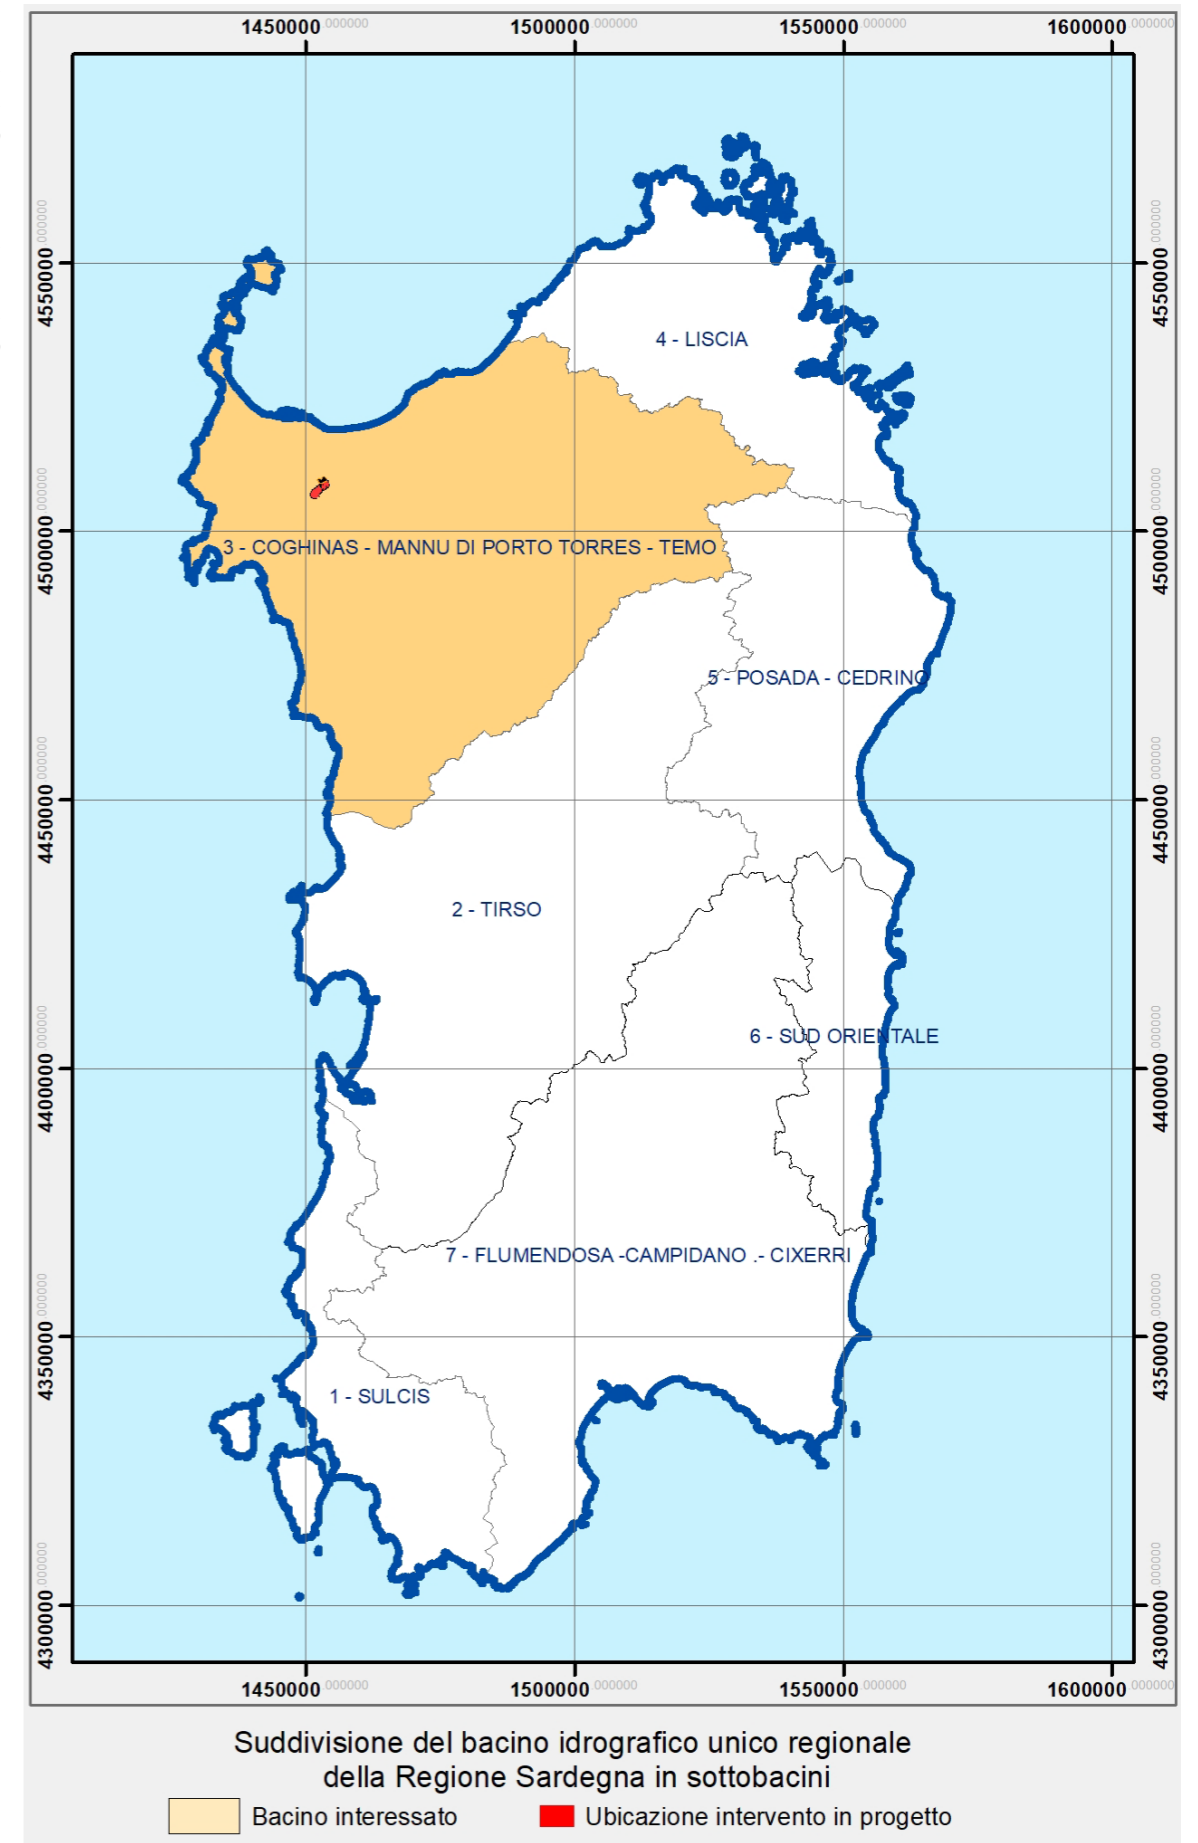 1450000.000000 1500000.000000 1550000.000000 1600000.000000
4550000.000000 4550000.000000
4 - LISCIA
4500000.000000 4500000.000000
3 - COGHINAS - MANNU DI PORTO TORRES - TEMO
5 - POSADA - CEDRINO
4450000.000000 4450000.000000
2 - TIRSO
6 - SUD ORIENTALE
4400000.000000 4400000.000000
7 - FLUMENDOSA -CAMPIDANO .- CIXERRI
4350000.000000 4350000.000000
1 - SULCIS
4300000.000000 4300000.000000
1450000.000000 1500000.000000 1550000.000000 1600000.000000
Suddivisione del bacino idrografico unico regionale
della Regione Sardegna in sottobacini
Bacino interessato Ubicazione intervento in progetto